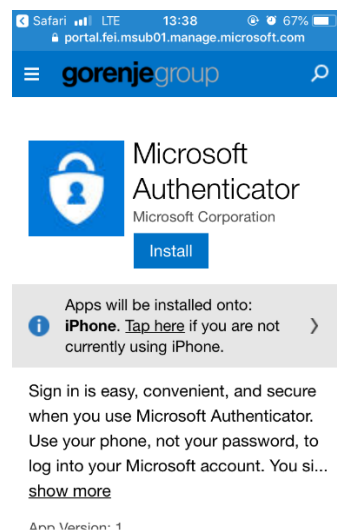 Safari LTE 13:38 67%
portal.fei.msub01.manage.microsoft.com
gorenjegroup
Microsoft
Authenticator
Microsoft Corporation
Install
Apps will be installed onto:
iPhone. Tap here if you are not
currently using iPhone.
Sign in is easy, convenient, and secure
when you use Microsoft Authenticator.
Use your phone, not your password, to
log into your Microsoft account. You si...
show more
App Version: 1